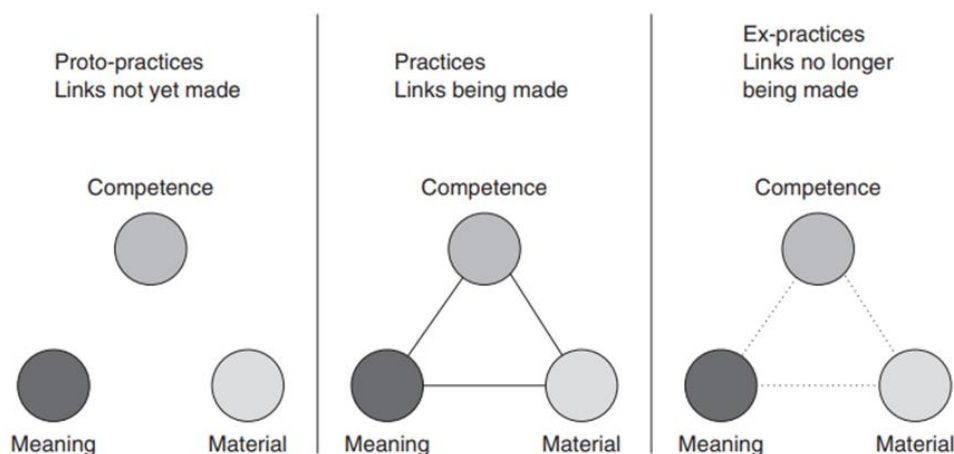 Proto-practices
Links not yet made
Competence
Meaning
Material
Practices
Links being made
Competence
Meaning
Material
Ex-practices
Links no longer
being made
Competence
Meaning
Material